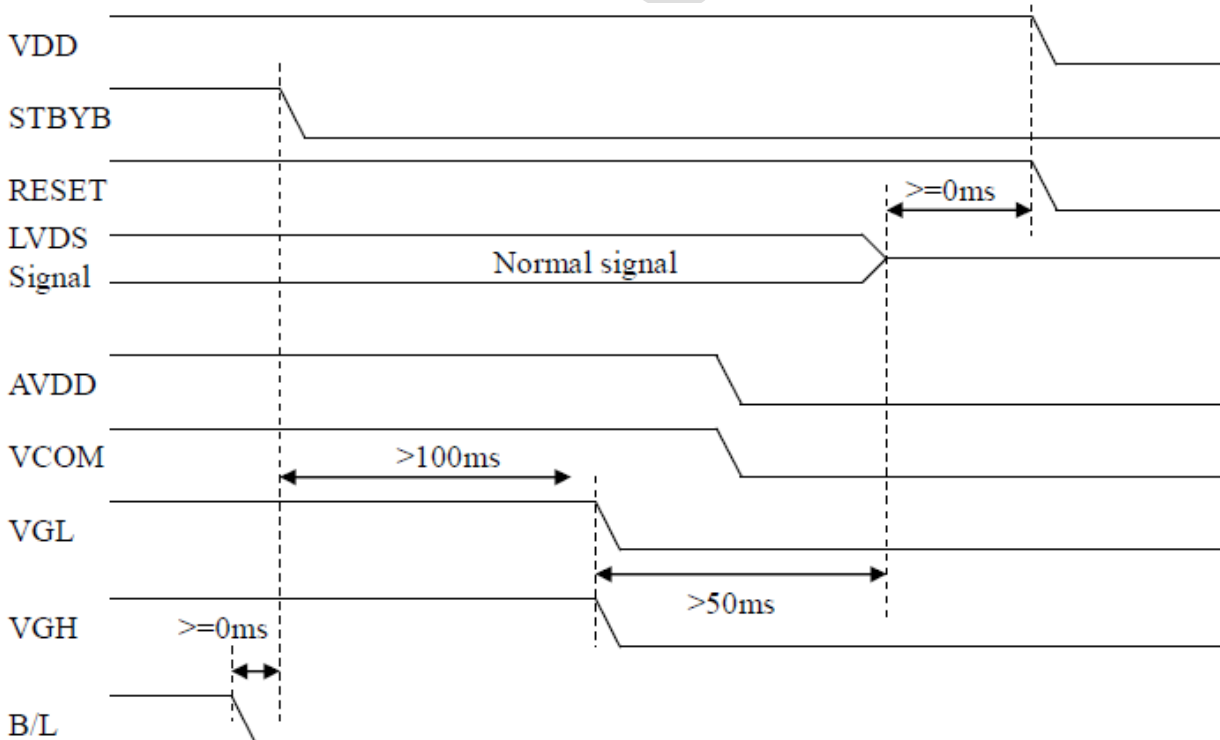 VDD
STBYB
RESET
>=0ms
LVDS
Signal
Normal signal
AVDD
VCOM
>100ms
VGL
>50ms
VGH
>=0ms
B/L